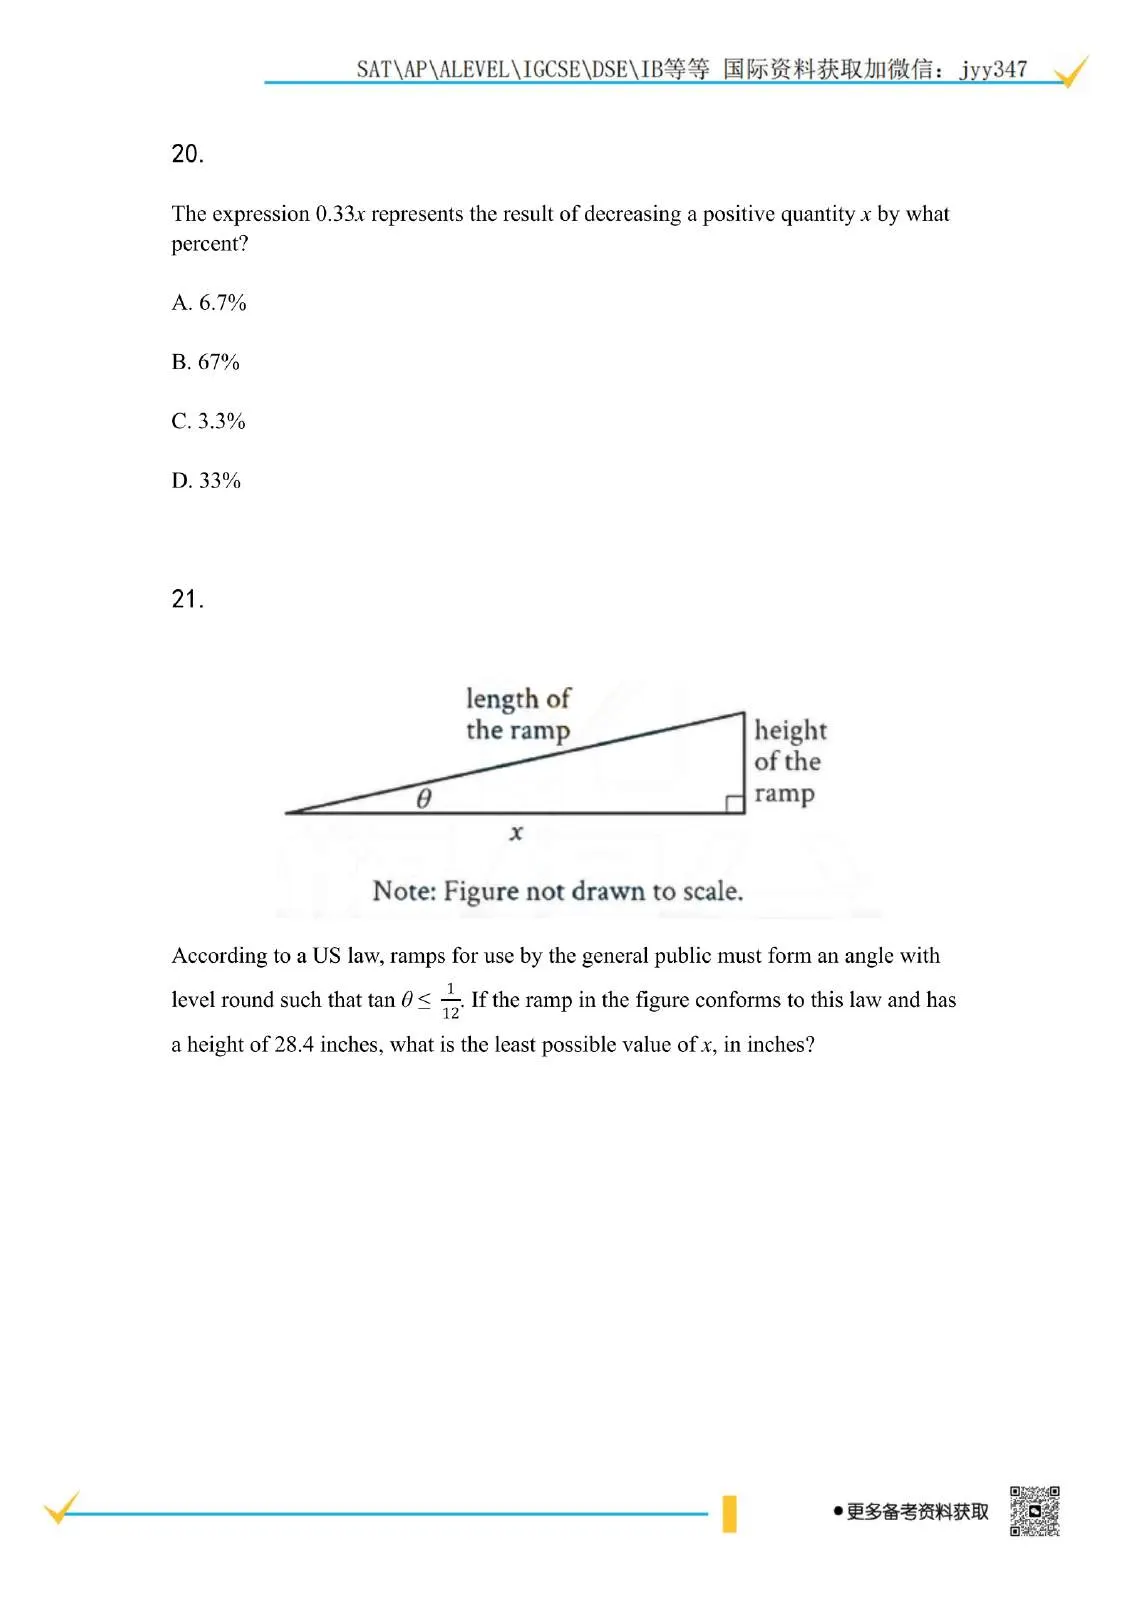 SAT\AP\ALEVEL\IGCSE\DSE\IB等等 国际资料获取加微信：jyy347
20.
The expression 0.33x represents the result of decreasing a positive quantity x by what
percent?
A. 6.7%
B. 67%
C. 3.3%
D. 33%
21.
length of
the ramp
height
of the
ramp
θ
x
Note: Figure not drawn to scale.
According to a US law, ramps for use by the general public must form an angle with
level round such that tan θ ≤ 1/12. If the ramp in the figure conforms to this law and has
a height of 28.4 inches, what is the least possible value of x, in inches?
●更多备考资料获取